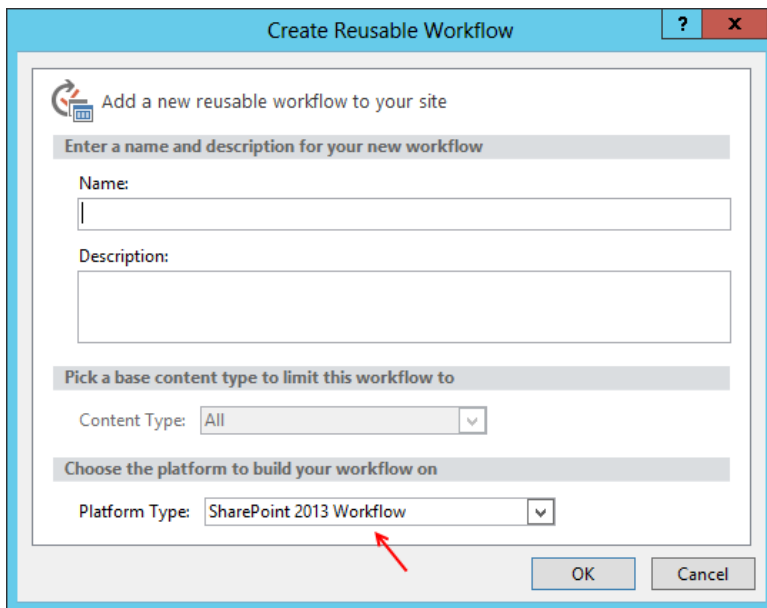 Create Reusable Workflow
? x
Add a new reusable workflow to your site
Enter a name and description for your new workflow
Name:
Description:
Pick a base content type to limit this workflow to
Content Type: All
Choose the platform to build your workflow on
Platform Type: SharePoint 2013 Workflow
OK Cancel